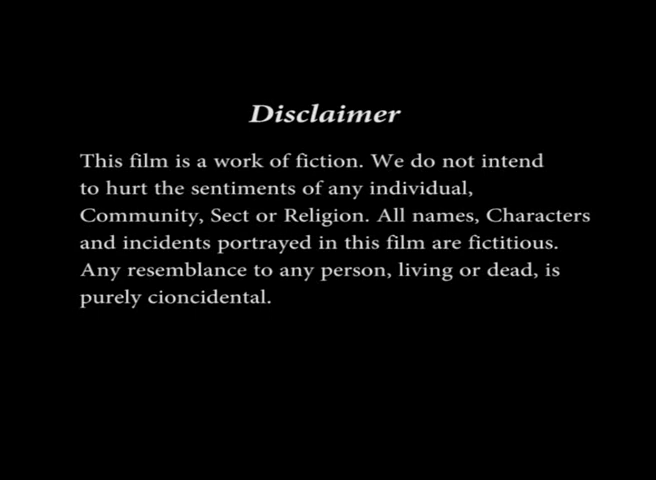 Disclaimer
This film is a work of fiction. We do not intend
to hurt the sentiments of any individual,
Community, Sect or Religion. All names, Characters
and incidents portrayed in this film are fictitious.
Any resemblance to any person, living or dead, is
purely cioncidental.